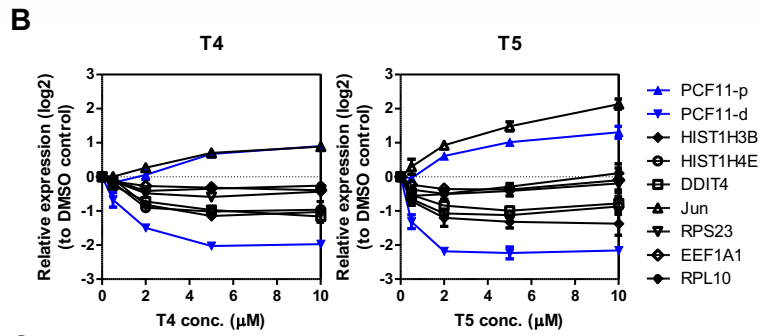 B
T4
T5
Relative expression (log2)
(to DMSO control)
3
2
1
0
-1
-2
-3
0
2
4
6
8
10
T4 conc. (μM)
Relative expression (log2)
(to DMSO control)
3
2
1
0
-1
-2
-3
0
2
4
6
8
10
T5 conc. (μM)
PCF11-p
PCF11-d
HIST1H3B
HIST1H4E
DDIT4
Jun
RPS23
EEF1A1
RPL10